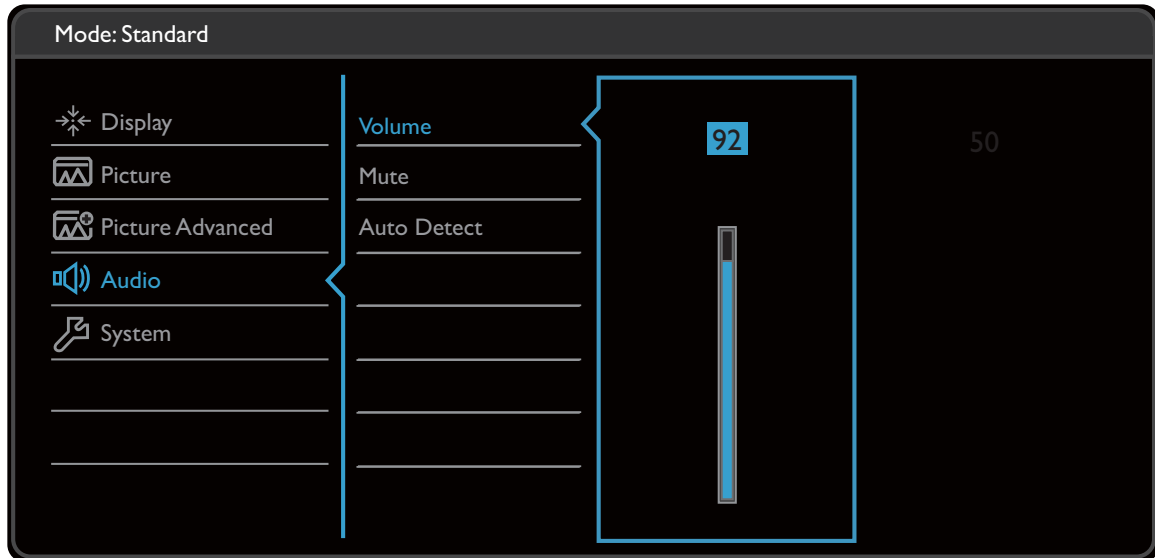 Mode: Standard
Display
Picture
Picture Advanced
Audio
System
Volume
Mute
Auto Detect
92
50